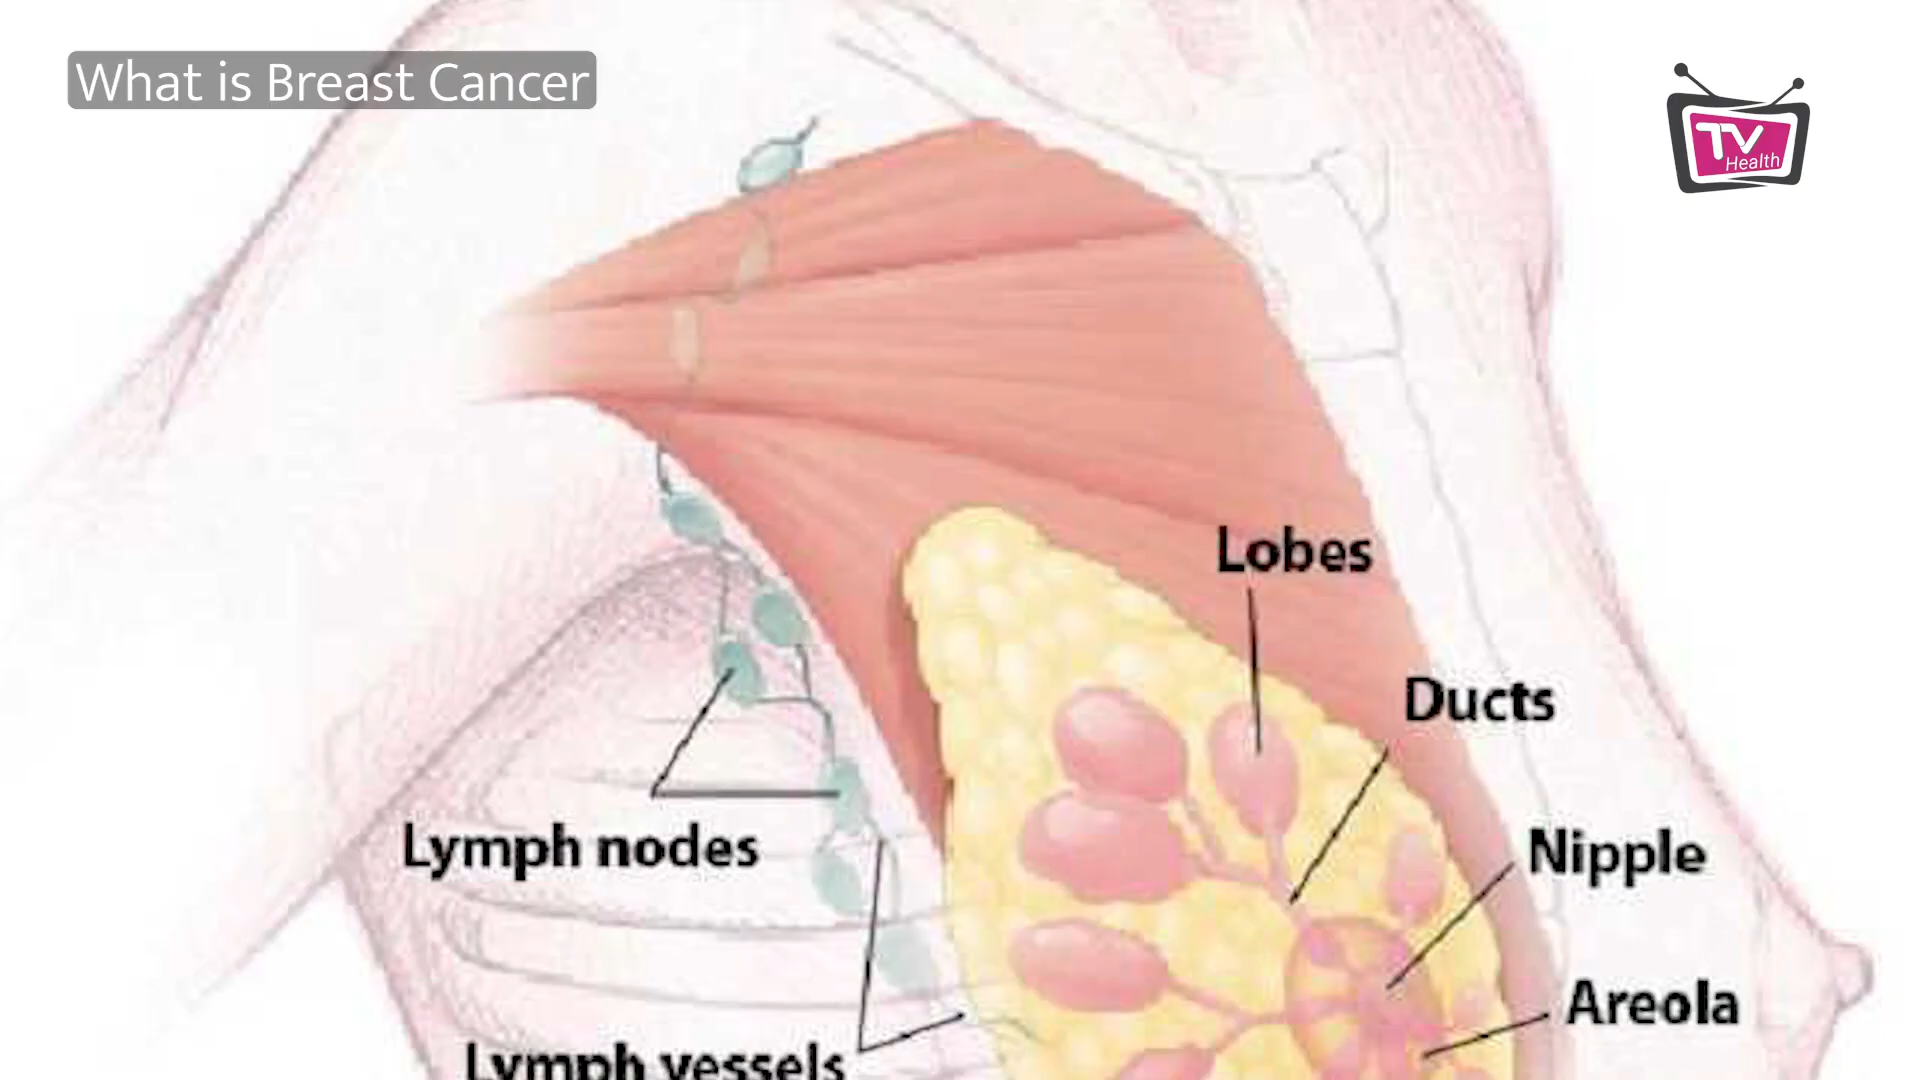 What is Breast Cancer
TV
Health
Lobes
Ducts
Nipple
Lymph nodes
Areola
Lymph vessels